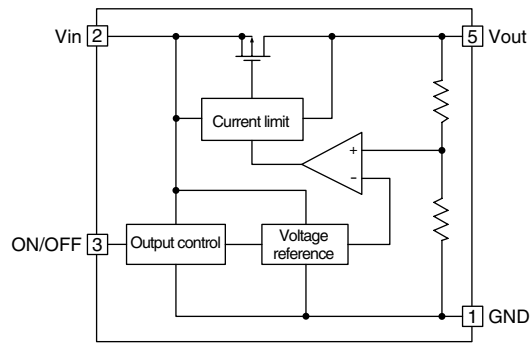 Vin 2
5 Vout
Current limit
+
-
ON/OFF 3
Output control
Voltage
reference
1 GND